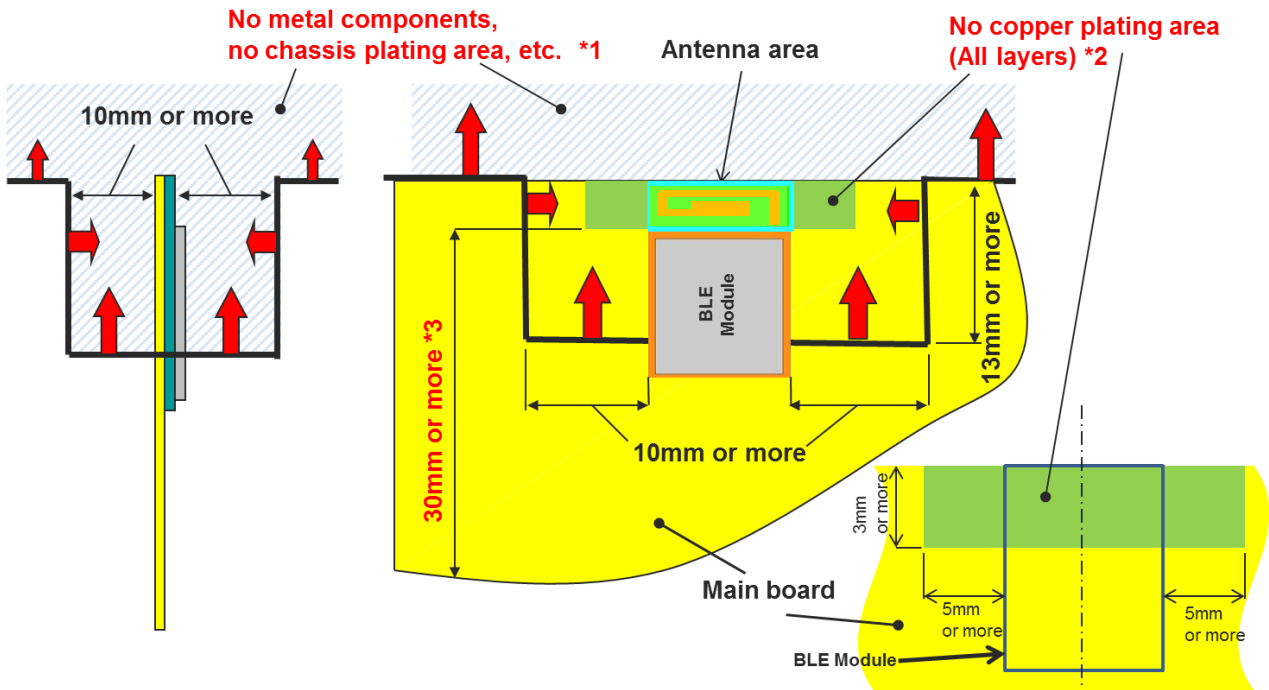 No metal components,
no chassis plating area, etc.  *1
Antenna area
No copper plating area
(All layers) *2
10mm or more
BLE
Module
30mm or more *3
13mm or more
10mm or more
Main board
3mm
or more
5mm
or more
5mm
or more
BLE Module